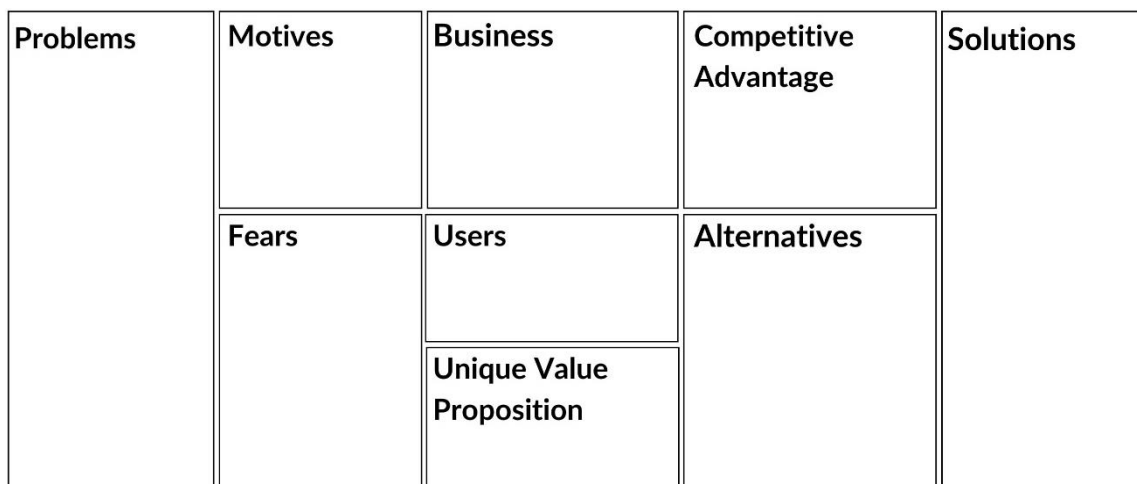 Problems
Motives
Business
Competitive
Advantage
Solutions
Fears
Users
Alternatives
Unique Value
Proposition